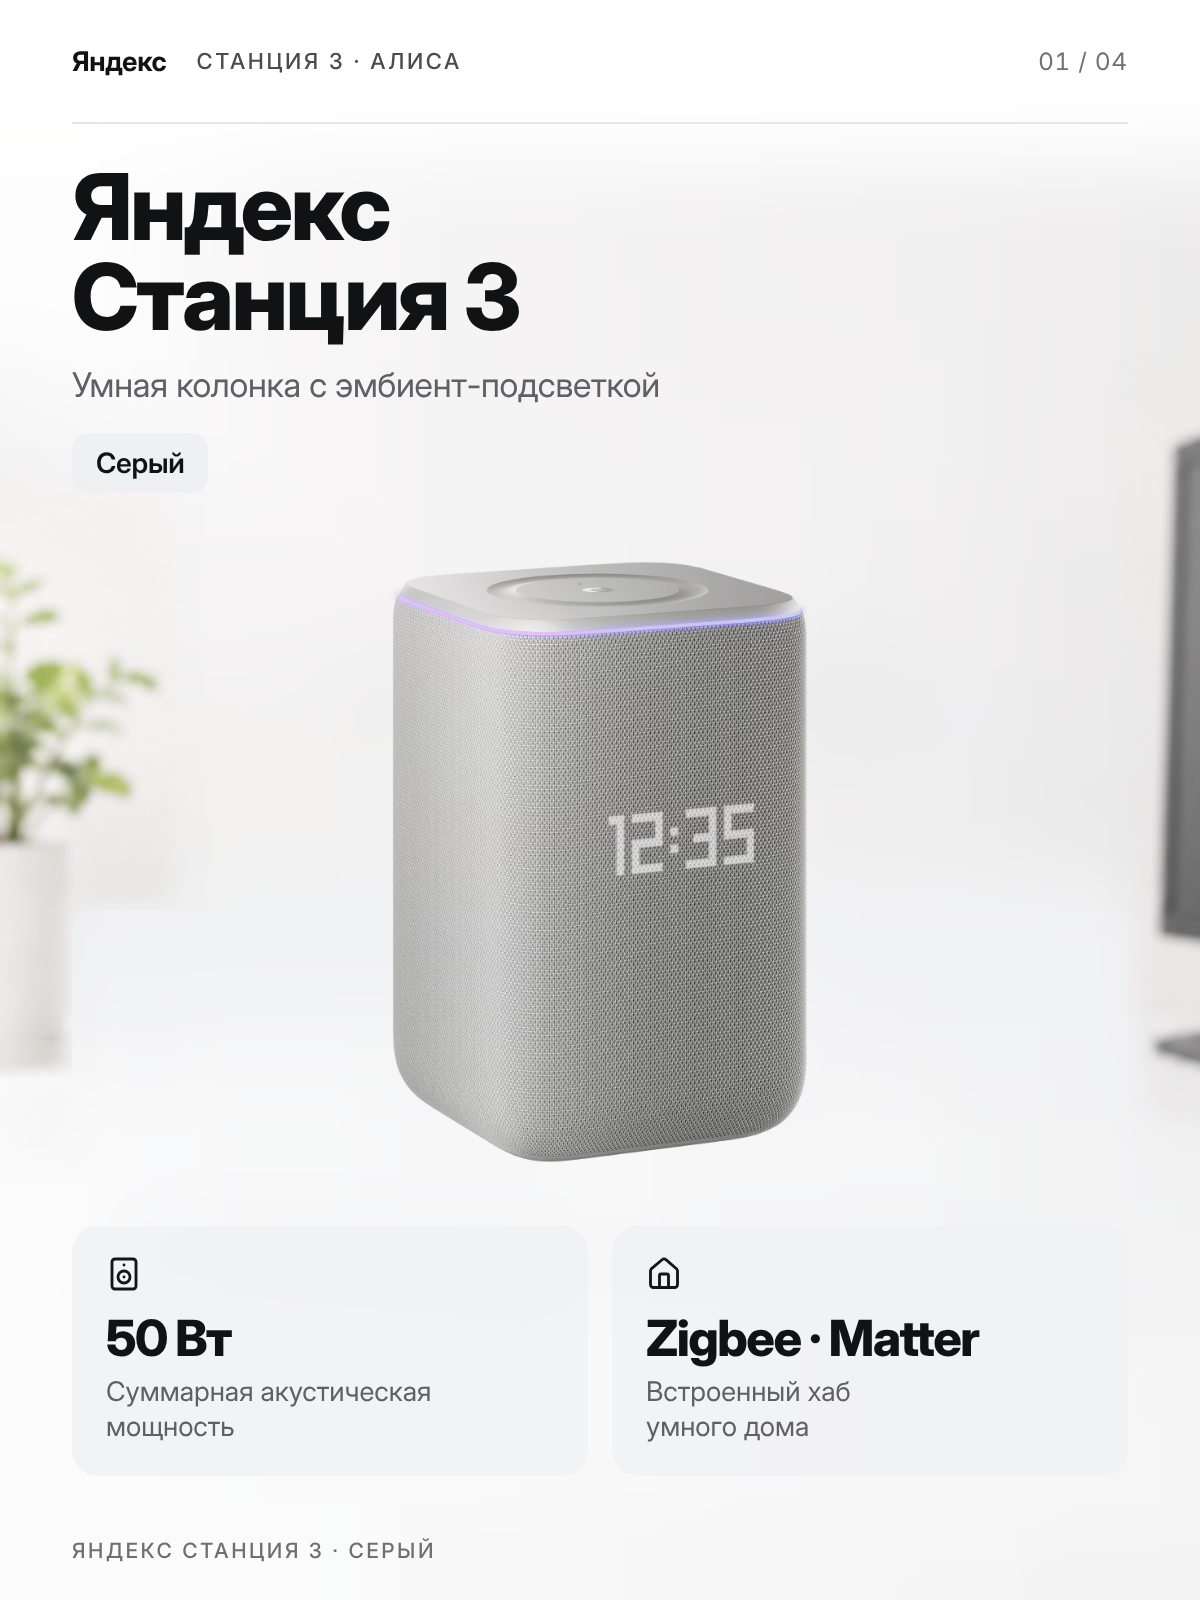 Яндекс СТАНЦИЯ 3 · АЛИСА 01 / 04
Яндекс
Станция 3
Умная колонка с эмбиент-подсветкой
Серый
12:35
50 Вт
Суммарная акустическая
мощность
Zigbee · Matter
Встроенный хаб
умного дома
ЯНДЕКС СТАНЦИЯ 3 · СЕРЫЙ